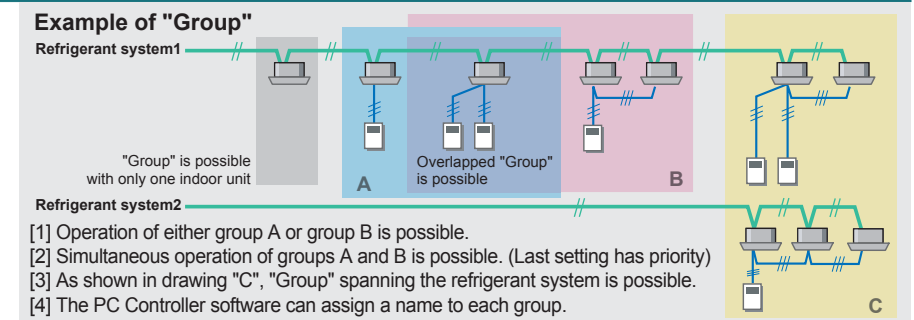 Example of "Group"
Refrigerant system1
"Group" is possible
with only one indoor unit
A
Overlapped "Group"
is possible
B
Refrigerant system2
[1] Operation of either group A or group B is possible.
[2] Simultaneous operation of groups A and B is possible. (Last setting has priority)
[3] As shown in drawing "C", "Group" spanning the refrigerant system is possible.
[4] The PC Controller software can assign a name to each group.
C